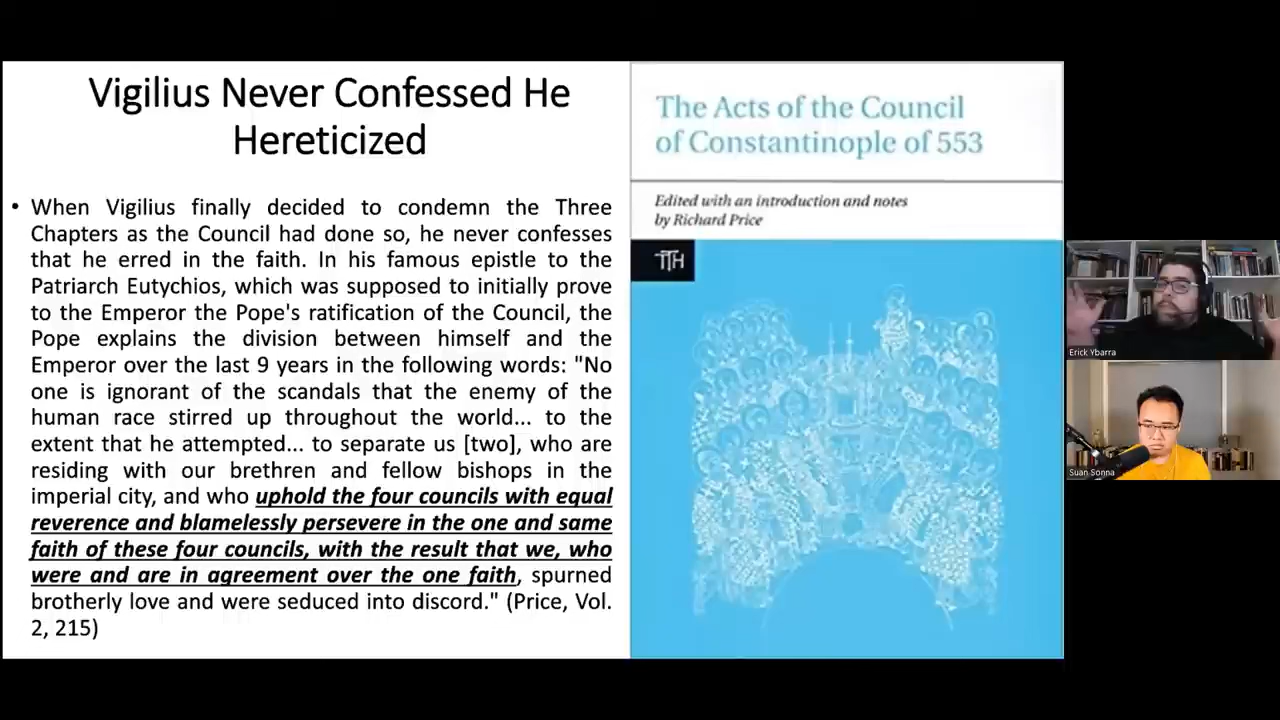 Vigilius Never Confessed He
Hereticized
• When Vigilius finally decided to condemn the Three
Chapters as the Council had done so, he never confesses
that he erred in the faith. In his famous epistle to the
Patriarch Eutychios, which was supposed to initially prove
to the Emperor the Pope's ratification of the Council, the
Pope explains the division between himself and the
Emperor over the last 9 years in the following words: "No
one is ignorant of the scandals that the enemy of the
human race stirred up throughout the world... to the
extent that he attempted... to separate us [two], who are
residing with our brethren and fellow bishops in the
imperial city, and who uphold the four councils with equal
reverence and blamelessly persevere in the one and same
faith of these four councils, with the result that we, who
were and are in agreement over the one faith, spurned
brotherly love and were seduced into discord." (Price, Vol.
2, 215)
The Acts of the Council
of Constantinople of 553
Edited with an introduction and notes
by Richard Price
TTH
Erick Ybarra
Suan Sonna